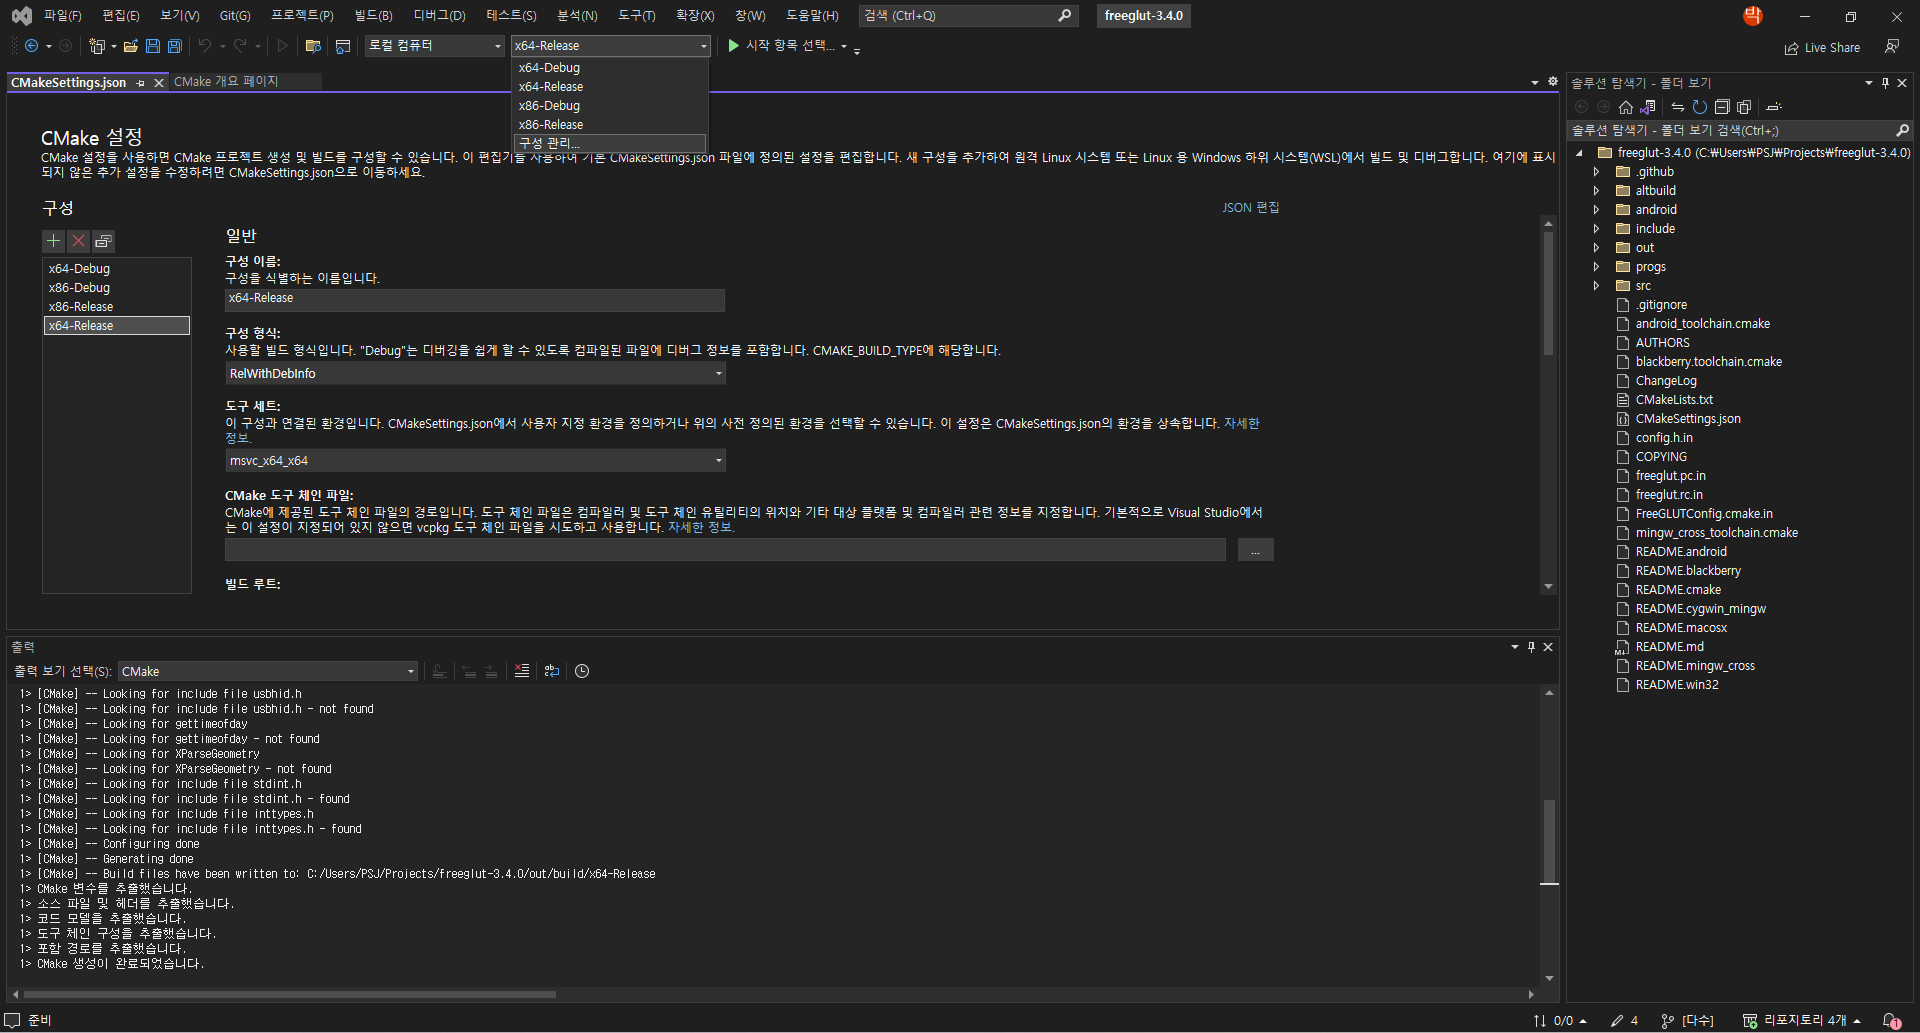 파일(F) 편집(E) 보기(V) Git(G) 프로젝트(P) 빌드(B) 디버그(D) 테스트(S) 분석(N) 도구(T) 확장(X) 창(W) 도움말(H) 검색 (Ctrl+Q) freeglut-3.4.0
로컬 컴퓨터 x64-Release 시작 항목 선택... Live Share
x64-Debug
x64-Release
x86-Debug
x86-Release
구성 관리...
CMakeSettings.json CMake 개요 페이지
CMake 설정
CMake 설정을 사용하면 CMake 프로젝트 생성 및 빌드를 구성할 수 있습니다. 이 편집기를 사용하여 기본 CMakeSettings.json 파일에 정의된 설정을 편집합니다. 새 구성을 추가하여 원격 Linux 시스템 또는 Linux 용 Windows 하위 시스템(WSL)에서 빌드 및 디버그합니다. 여기에 표시
되지 않은 추가 설정을 수정하려면 CMakeSettings.json으로 이동하세요.
구성
JSON 편집
x64-Debug
x86-Debug
x86-Release
x64-Release
일반
구성 이름:
구성을 식별하는 이름입니다.
x64-Release
구성 형식:
사용할 빌드 형식입니다. "Debug"는 디버깅을 쉽게 할 수 있도록 컴파일된 파일에 디버그 정보를 포함합니다. CMAKE_BUILD_TYPE에 해당합니다.
RelWithDebInfo
도구 세트:
이 구성과 연결된 환경입니다. CMakeSettings.json에서 사용자 지정 환경을 정의하거나 위의 사전 정의된 환경을 선택할 수 있습니다. 이 설정은 CMakeSettings.json의 환경을 상속합니다. 자세한
정보.
msvc_x64_x64
CMake 도구 체인 파일:
CMake에 제공된 도구 체인 파일의 경로입니다. 도구 체인 파일은 컴파일러 및 도구 체인 유틸리티의 위치와 기타 대상 플랫폼 및 컴파일러 관련 정보를 지정합니다. 기본적으로 Visual Studio에서
는 이 설정이 지정되어 있지 않으면 vcpkg 도구 체인 파일을 시도하고 사용합니다. 자세한 정보.
...
빌드 루트:
출력
출력 보기 선택(S): CMake
1> [CMake] -- Looking for include file usbhid.h
1> [CMake] -- Looking for include file usbhid.h - not found
1> [CMake] -- Looking for gettimeofday
1> [CMake] -- Looking for gettimeofday - not found
1> [CMake] -- Looking for XParseGeometry
1> [CMake] -- Looking for XParseGeometry - not found
1> [CMake] -- Looking for include file stdint.h
1> [CMake] -- Looking for include file stdint.h - found
1> [CMake] -- Looking for include file inttypes.h
1> [CMake] -- Looking for include file inttypes.h - found
1> [CMake] -- Configuring done
1> [CMake] -- Generating done
1> [CMake] -- Build files have been written to: C:/Users/PSJ/Projects/freeglut-3.4.0/out/build/x64-Release
1> CMake 변수를 추출했습니다.
1> 소스 파일 및 헤더를 추출했습니다.
1> 코드 모델을 추출했습니다.
1> 도구 체인 구성을 추출했습니다.
1> 포함 경로를 추출했습니다.
1> CMake 생성이 완료되었습니다.
솔루션 탐색기 - 폴더 보기
솔루션 탐색기 - 폴더 보기 검색(Ctrl+;)
freeglut-3.4.0 (C:₩Users₩PSJ₩Projects₩freeglut-3.4.0)
.github
altbuild
android
include
out
progs
src
.gitignore
android_toolchain.cmake
AUTHORS
blackberry.toolchain.cmake
ChangeLog
CMakeLists.txt
CMakeSettings.json
config.h.in
COPYING
freeglut.pc.in
freeglut.rc.in
FreeGLUTConfig.cmake.in
mingw_cross_toolchain.cmake
README.android
README.blackberry
README.cmake
README.cygwin_mingw
README.macosx
README.md
README.mingw_cross
README.win32
준비 0/0 4 [다수] 리포지토리 4개 1